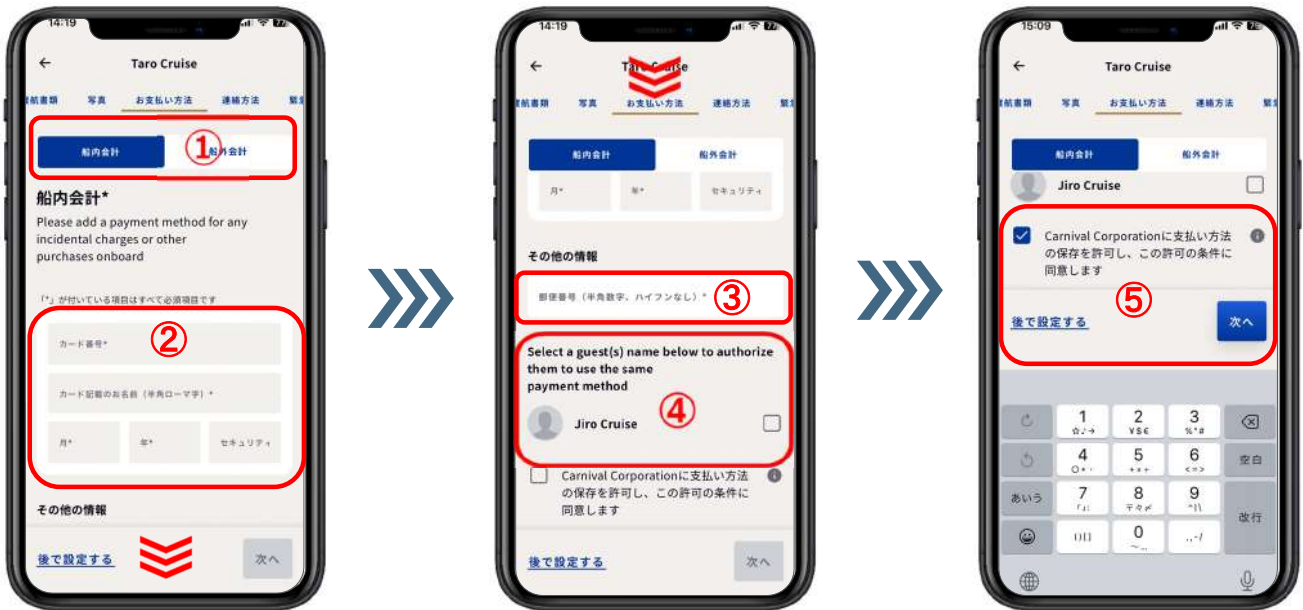 14:19
Taro Cruise
航書類 写真 お支払い方法 連絡方法
船内会計 ① 船外会計
船内会計*
Please add a payment method for any
incidental charges or other
purchases onboard
「*」が付いている項目はすべて必須項目です
②
カード番号*
カード記載のお名前（半角ローマ字）*
月* 年* セキュリティ
その他の情報
後で設定する 次へ
14:19
航書類 写真 お支払い方法 連絡方法
船内会計 船外会計
月* 年* セキュリティ
その他の情報
郵便番号（半角数字、ハイフンなし）* ③
Select a guest(s) name below to authorize
them to use the same
payment method
Jiro Cruise ④
Carnival Corporationに支払い方法
の保存を許可し、この許可の条件に
同意します
後で設定する 次へ
15:09
Taro Cruise
航書類 写真 お支払い方法 連絡方法
船内会計 船外会計
Jiro Cruise
Carnival Corporationに支払い方法
の保存を許可し、この許可の条件に
同意します
⑤
後で設定する 次へ
1 2 3
☆♪→ ¥$€ %°#
4 5 6 空白
○*・ +×÷ <=>
あいう 7 8 9
「」: 〒々〆 ^|\
改行
()[] 0 .,-/
〜…